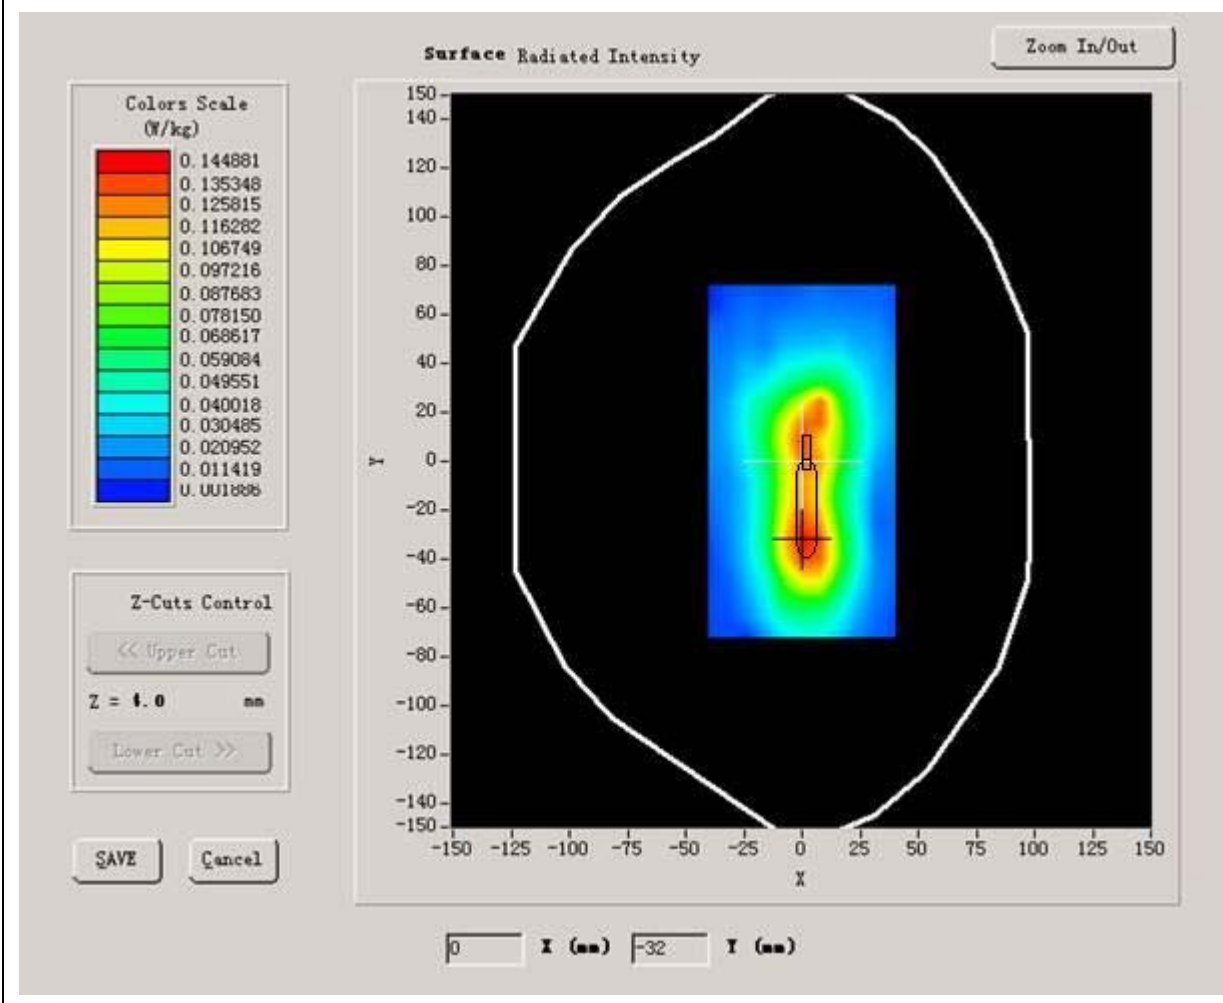 Surface Radiated Intensity
Zoom In/Out
Colors Scale
(W/kg)
0.144881
0.135348
0.125815
0.116282
0.106749
0.097216
0.087683
0.078150
0.068617
0.059084
0.049551
0.040018
0.030485
0.020952
0.011419
0.001886
Z-Cuts Control
<< Upper Cut
Z = 4.0 mm
Lower Cut >>
SAVE
Cancel
150
140
120
100
80
60
40
20
0
-20
-40
-60
-80
-100
-120
-140
-150
Y
-150 -125 -100 -75 -50 -25 0 25 50 75 100 125 150
X
0 X (mm) -32 Y (mm)